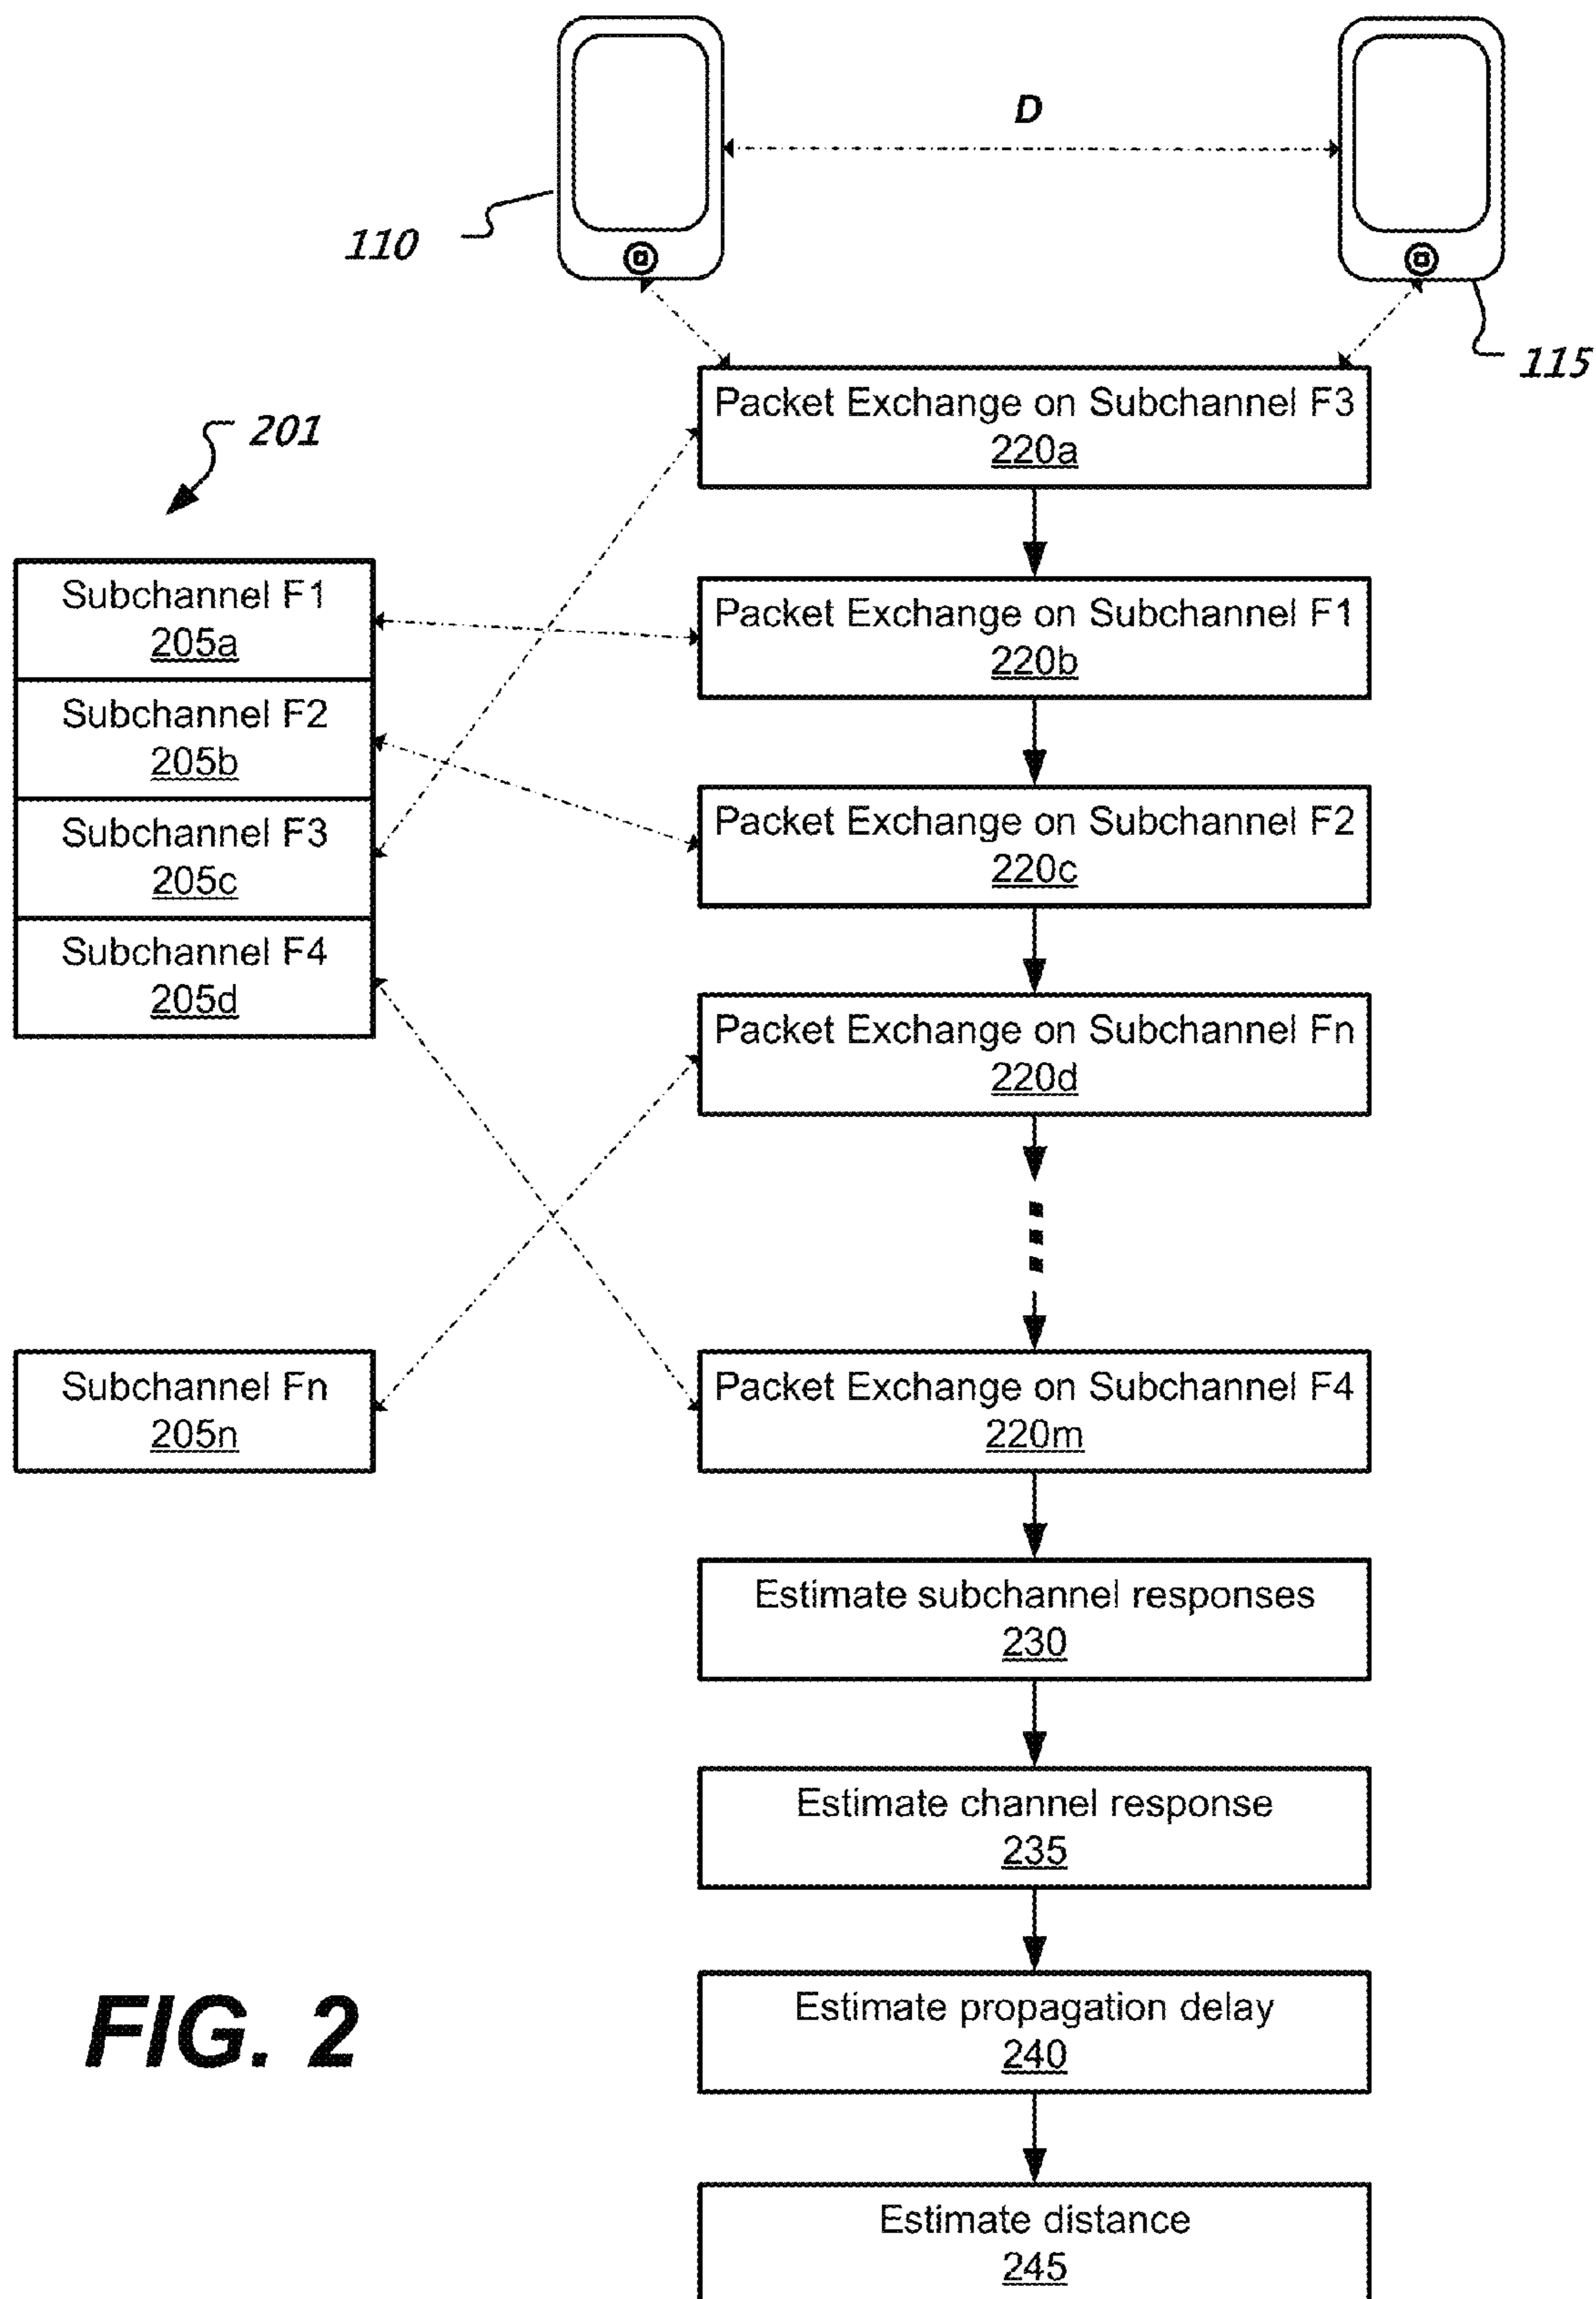 D
110
115
Packet Exchange on Subchannel F3
220a
201
Subchannel F1
205a
Packet Exchange on Subchannel F1
220b
Subchannel F2
205b
Packet Exchange on Subchannel F2
220c
Subchannel F3
205c
Subchannel F4
205d
Packet Exchange on Subchannel Fn
220d
Subchannel Fn
205n
Packet Exchange on Subchannel F4
220m
Estimate subchannel responses
230
Estimate channel response
235
Estimate propagation delay
240
Estimate distance
245
FIG. 2